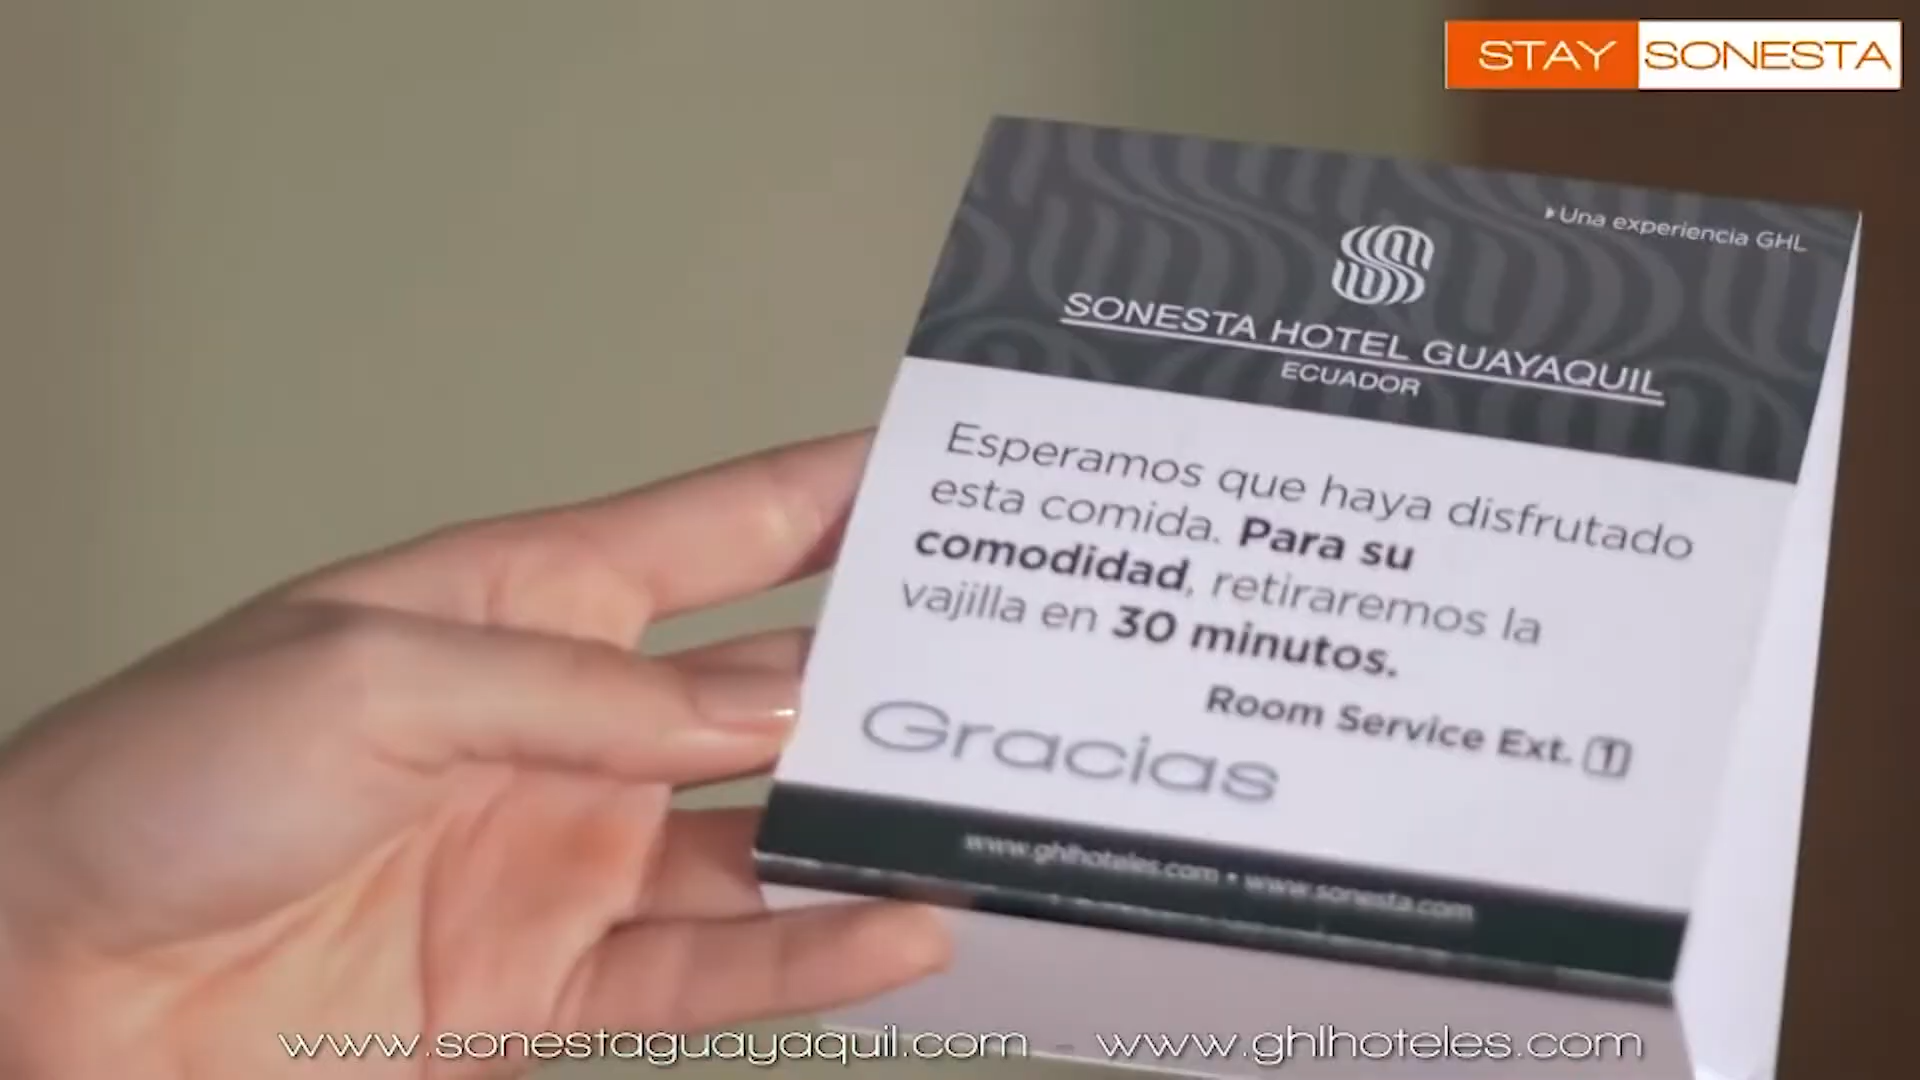 STAY SONESTA
Una experiencia GHL
SONESTA HOTEL GUAYAQUIL
ECUADOR
Esperamos que haya disfrutado
esta comida. Para su
comodidad, retiraremos la
vajilla en 30 minutos.
Room Service Ext. 1
Gracias
www.ghlhoteles.com • www.sonesta.com
www.sonestaguayaquil.com - www.ghlhoteles.com